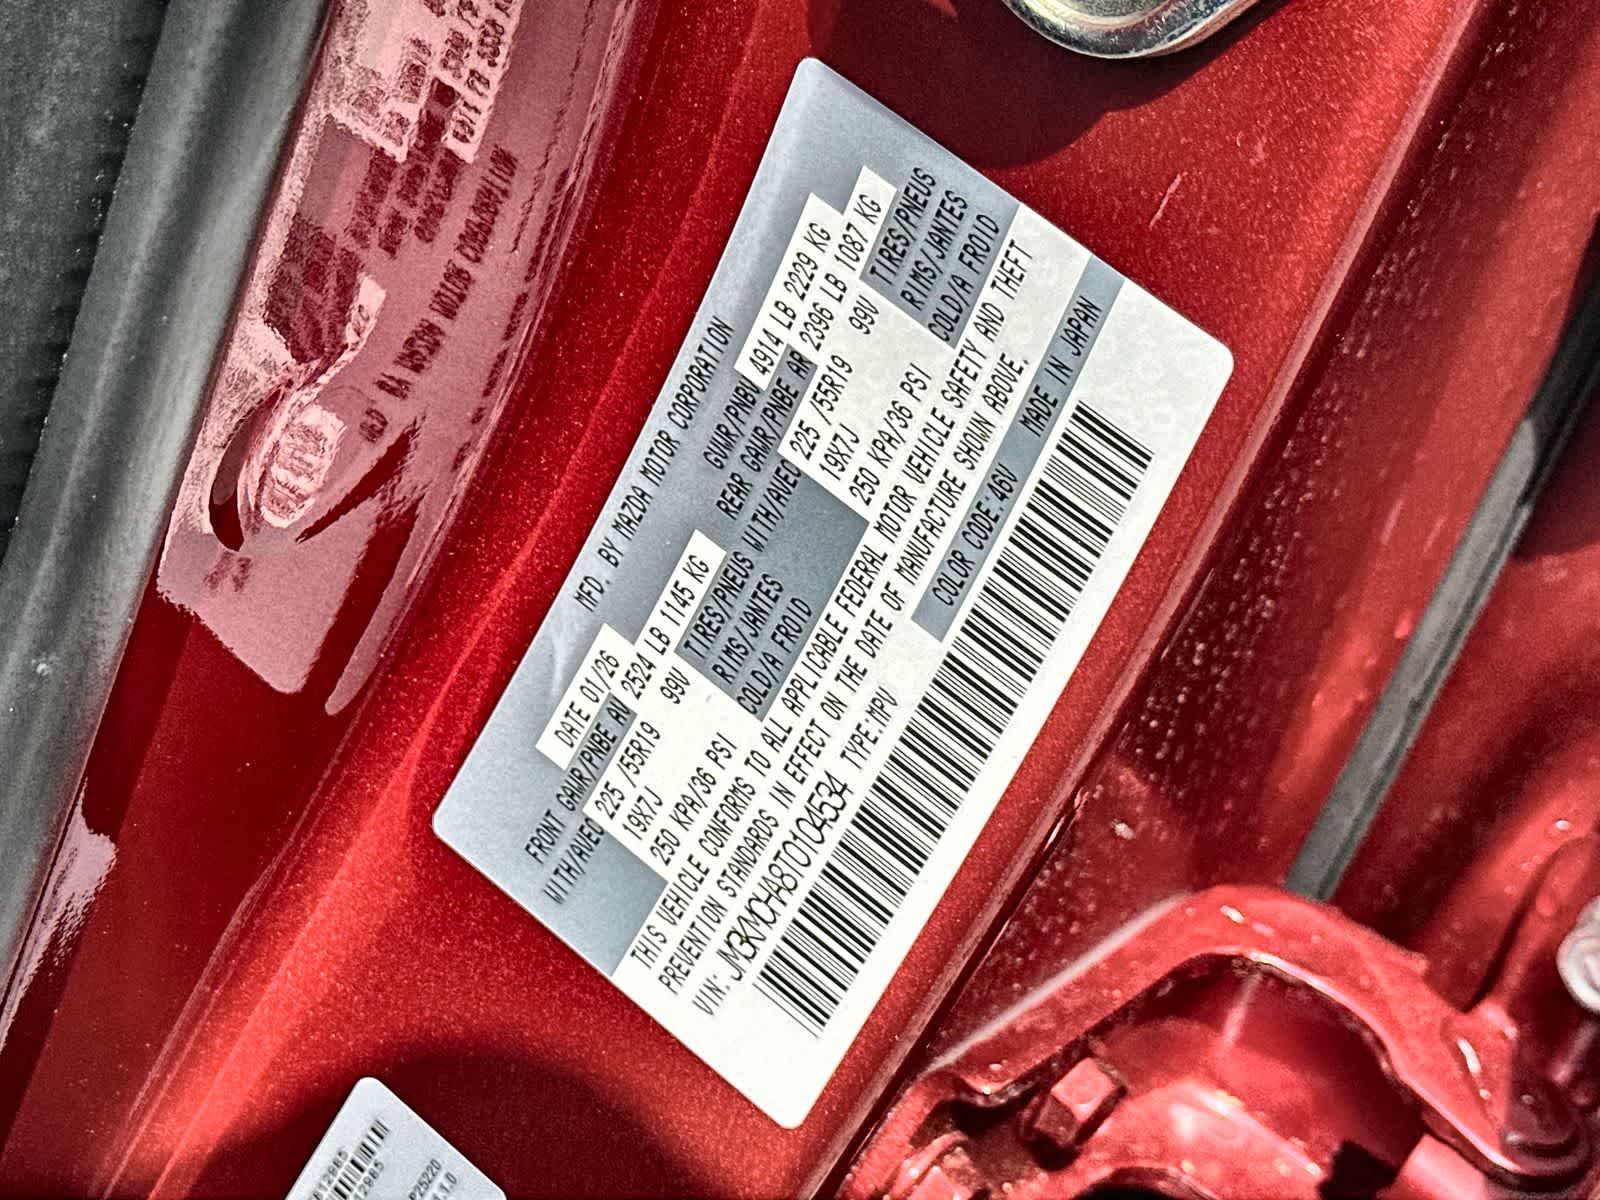 MFD. BY MAZDA MOTOR CORPORATION
DATE 01/26 GVWR/PNBV 4914 LB 2229 KG
FRONT GAWR/PNBE AV 2524 LB 1145 KG REAR GAWR/PNBE AR 2396 LB 1087 KG
WITH/AVEC 225 /55R19 99V TIRES/PNEUS WITH/AVEC 225 /55R19 99V TIRES/PNEUS
19X7J RIMS/JANTES 19X7J RIMS/JANTES
250 KPA/36 PSI COLD/A FROID 250 KPA/36 PSI COLD/A FROID
THIS VEHICLE CONFORMS TO ALL APPLICABLE FEDERAL MOTOR VEHICLE SAFETY AND THEFT
PREVENTION STANDARDS IN EFFECT ON THE DATE OF MANUFACTURE SHOWN ABOVE.
VIN: JM3KM0HA8T0104534 TYPE:MPV COLOR CODE:46V MADE IN JAPAN